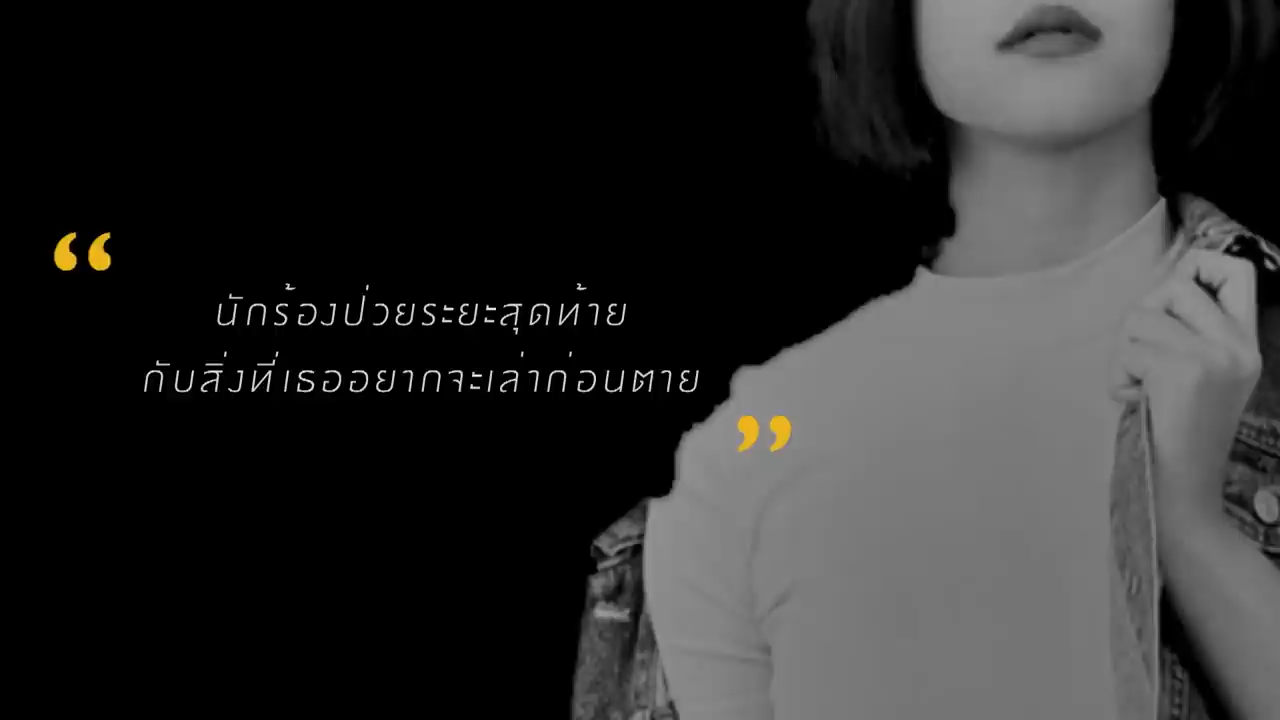 “
นักร้องป่วยระยะสุดท้าย
กับสิ่งที่เธออยากจะเล่าก่อนตาย
”